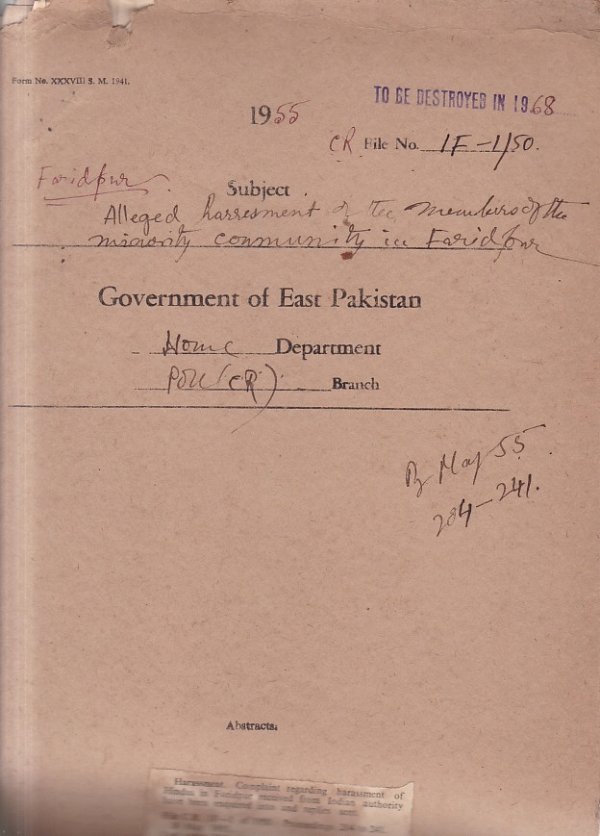 Form No. XXXVIII S. M. 1941.
TO BE DESTROYED IN 1968
1955
CR File No. 1F-1/50.
Faridpur
Subject
Alleged harresment of the members of the
minority community in Faridpur
Government of East Pakistan
Home Department
Poll (CR) Branch
B May 55
234-241.
Abstracts.
Harassment. Complaint regarding harassment of
Hindus in Faridpur received from Indian authority
have been enquired into and replies sent.